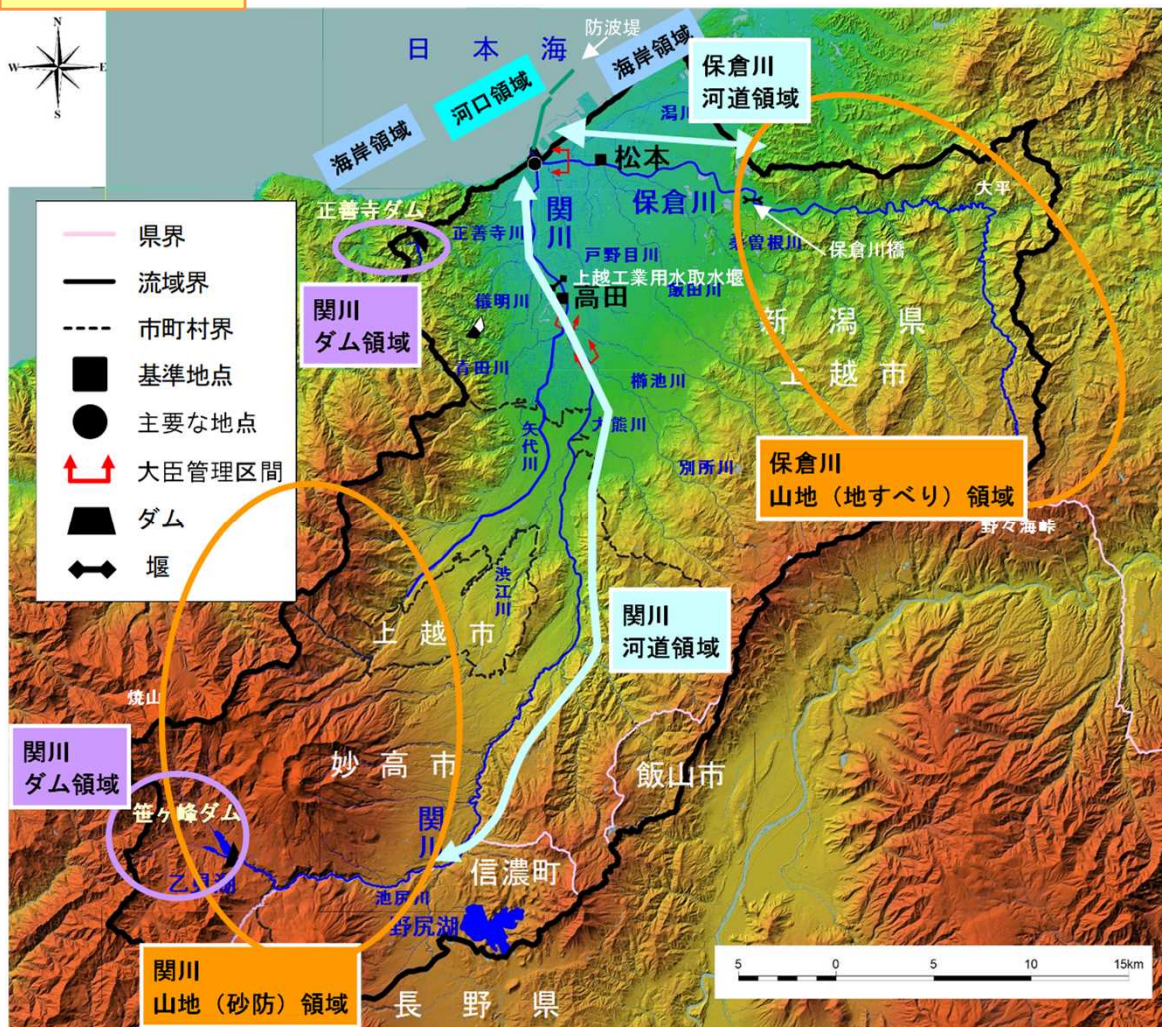 N
W
E
S
日本海
防波堤
海岸領域
河口領域
海岸領域
保倉川
河道領域
潟川
松本
大平
保倉川
関川
正善寺ダム
正善寺川
戸野目川
保倉川橋
桑曽根川
上越工業用水取水堰
高田
飯田川
儀明川
新潟県
上越市
青田川
櫛池川
矢代川
大熊川
別所川
関川
ダム領域
県界
流域界
市町村界
基準地点
主要な地点
大臣管理区間
ダム
堰
保倉川
山地（地すべり）領域
野々海峠
渋江川
上越市
関川
河道領域
焼山
関川
ダム領域
妙高市
飯山市
笹ヶ峰ダム
関川
乙見湖
信濃町
池尻川
野尻湖
関川
山地（砂防）領域
長野県
5
0
5
10
15km